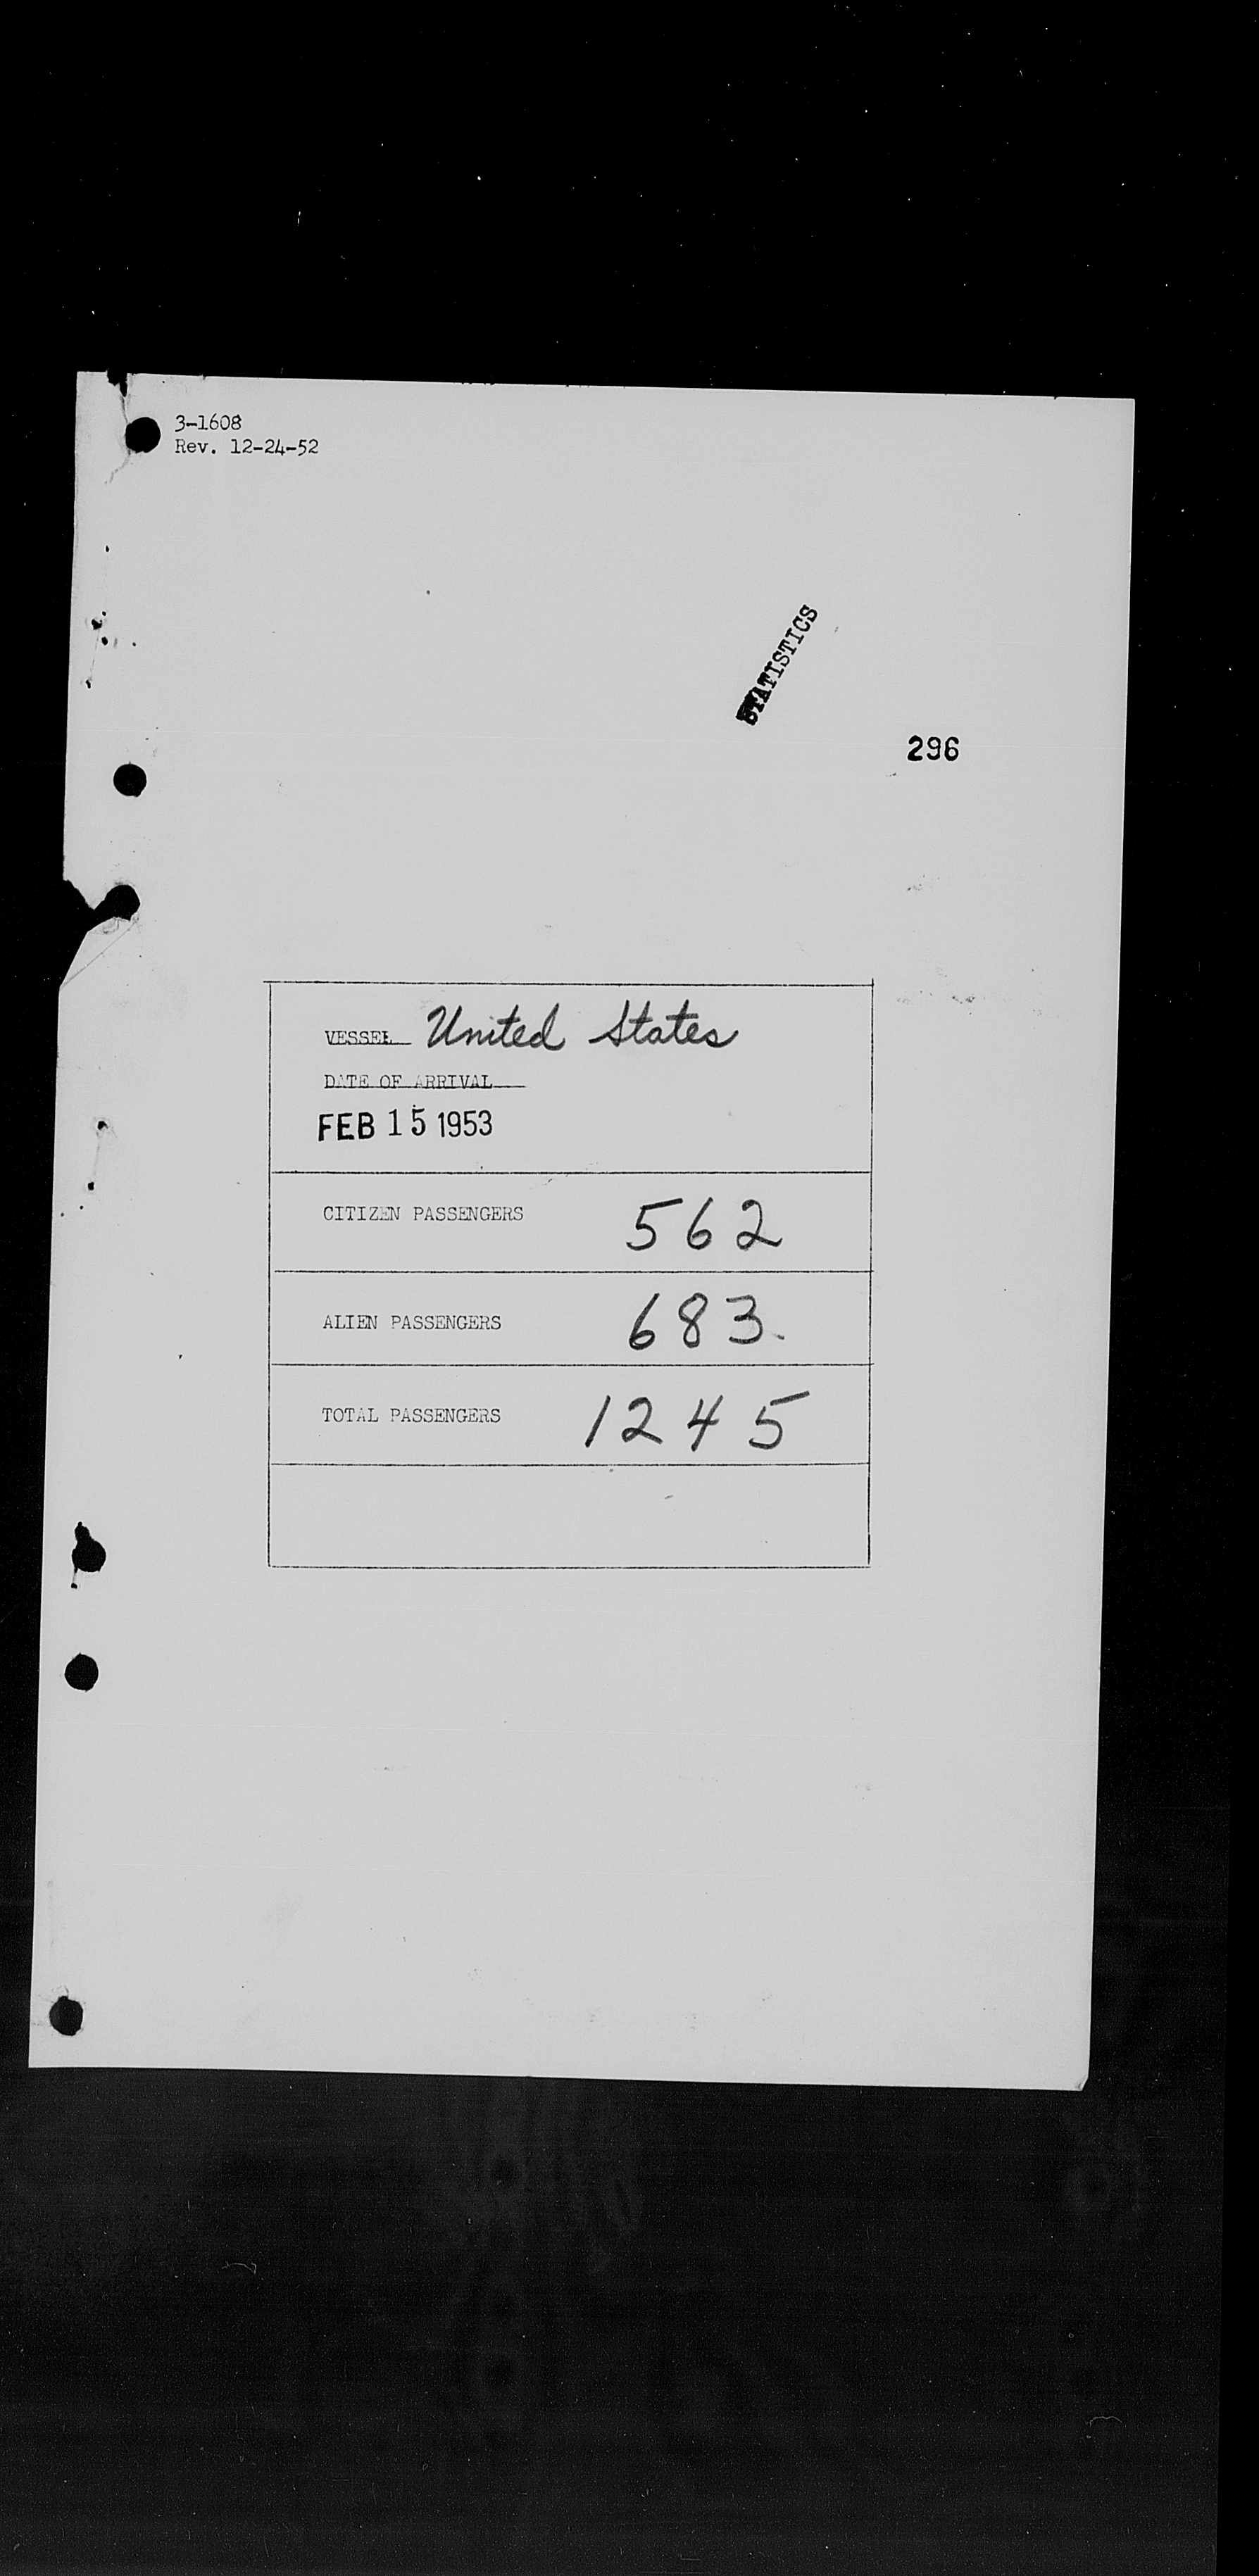 3-1608
Rev. 12-24-52
STATISTICS
296
VESSEL United States
DATE OF ARRIVAL
FEB 15 1953
CITIZEN PASSENGERS 562
ALIEN PASSENGERS 683.
TOTAL PASSENGERS 1245